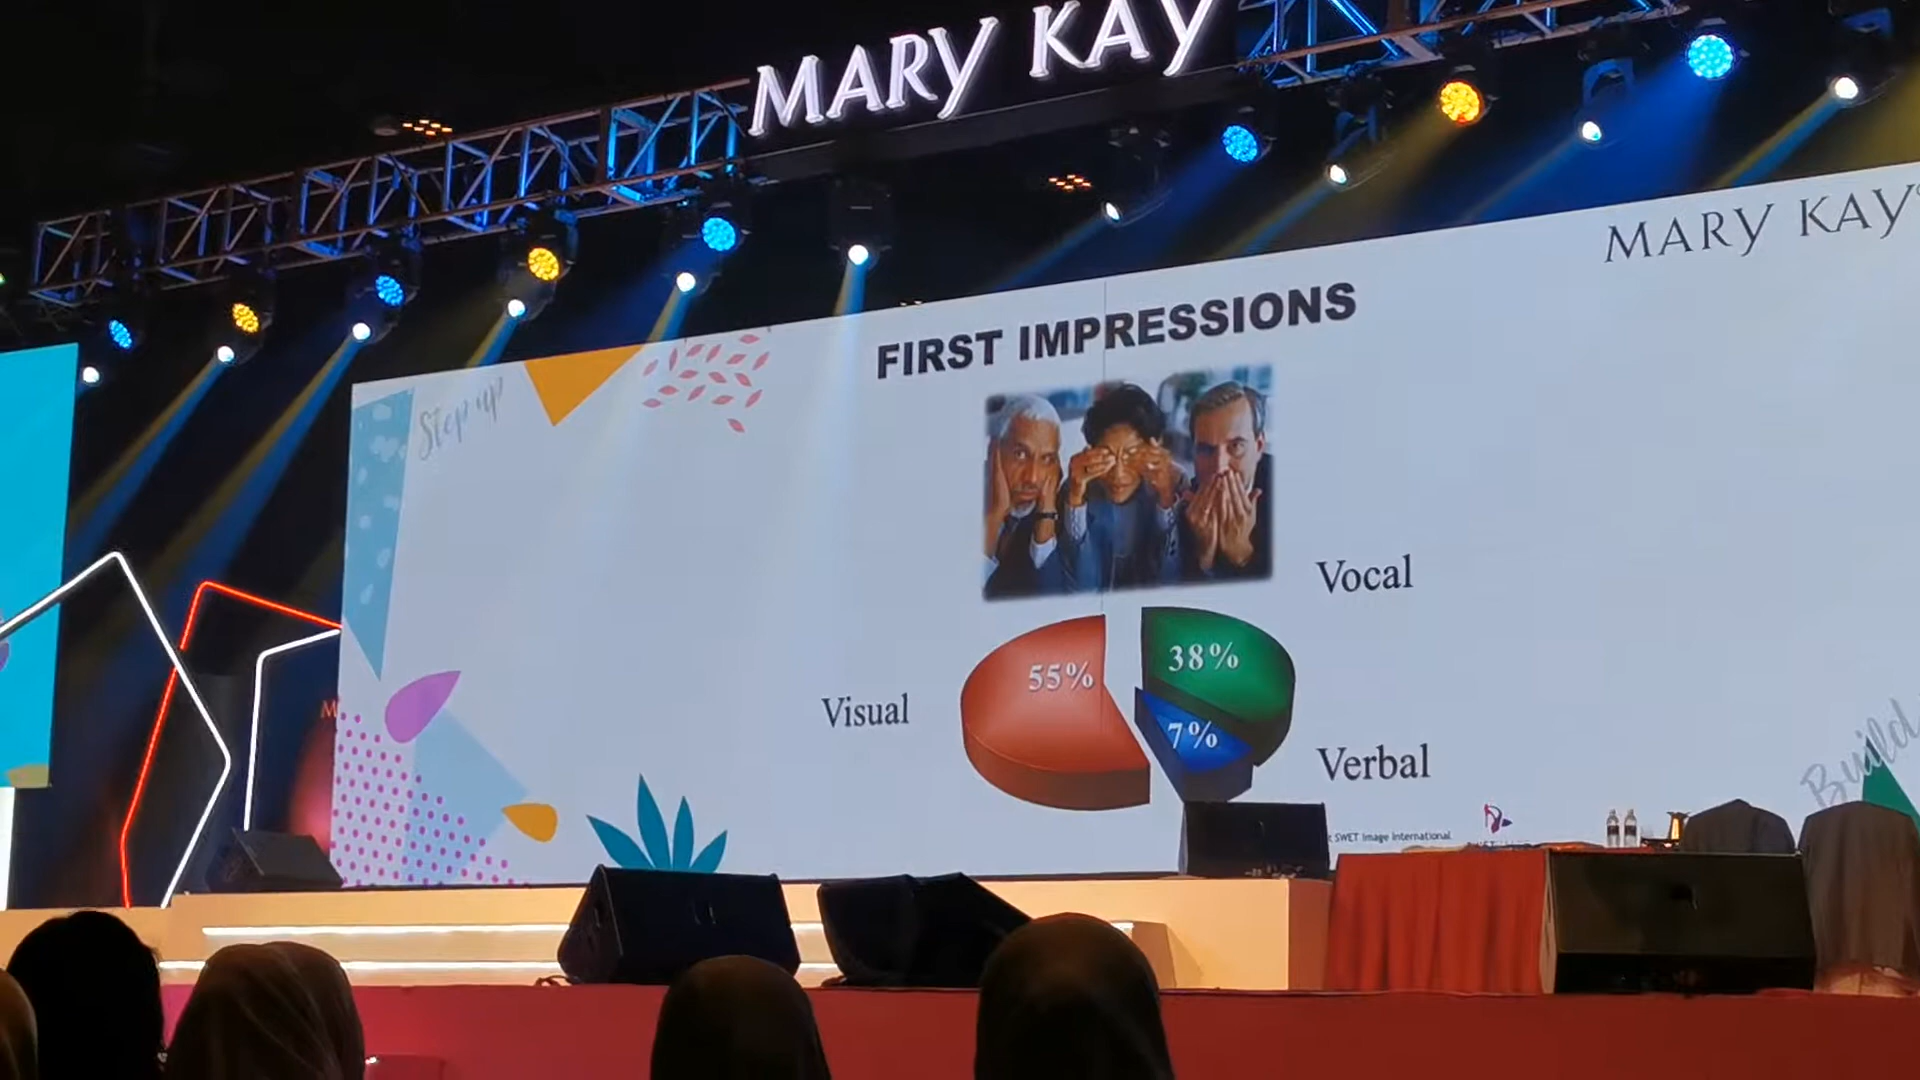 MARY KAY
MARY KAY
Step up
FIRST IMPRESSIONS
Vocal
38%
55%
Visual
7%
Verbal
Build
SWET Image International